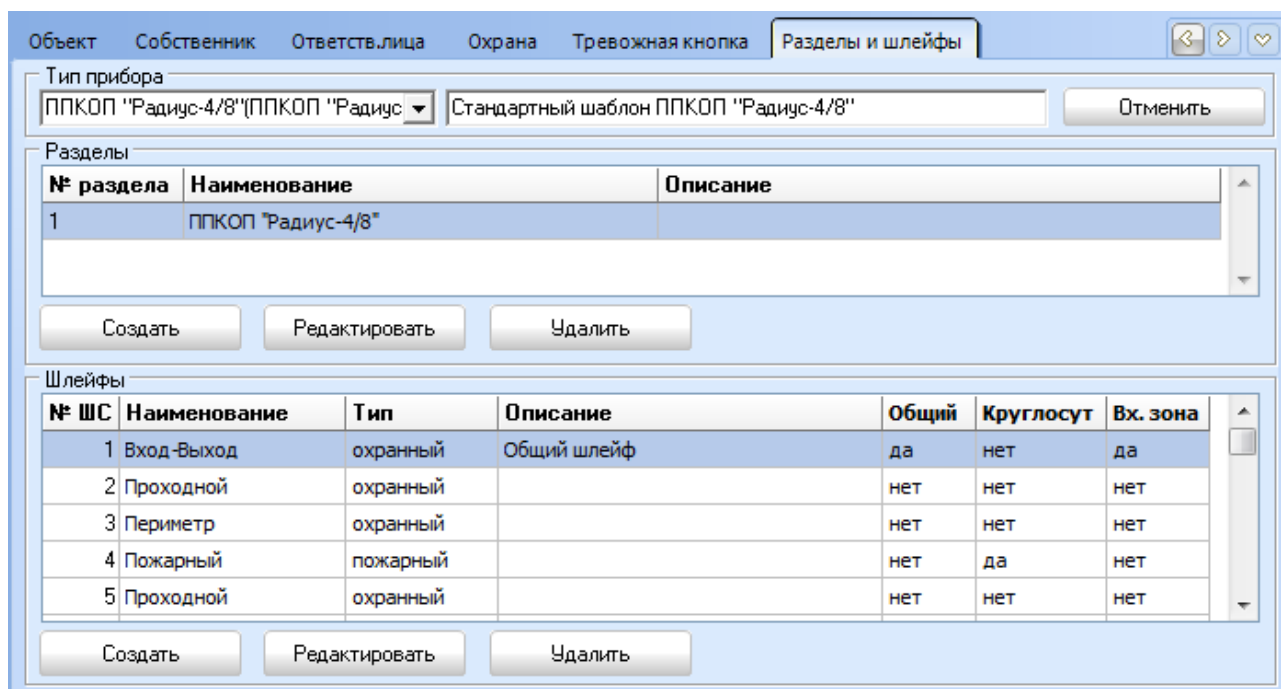 Объект Собственник Ответств.лица Охрана Тревожная кнопка Разделы и шлейфы
Тип прибора
ППКОП "Радиус-4/8"(ППКОП "Радиус Стандартный шаблон ППКОП "Радиус-4/8" Отменить
Разделы
№ раздела Наименование Описание
1 ППКОП "Радиус-4/8"
Создать Редактировать Удалить
Шлейфы
№ ШС Наименование Тип Описание Общий Круглосут Вх. зона
1 Вход-Выход охранный Общий шлейф да нет да
2 Проходной охранный нет нет нет
3 Периметр охранный нет нет нет
4 Пожарный пожарный нет да нет
5 Проходной охранный нет нет нет
Создать Редактировать Удалить